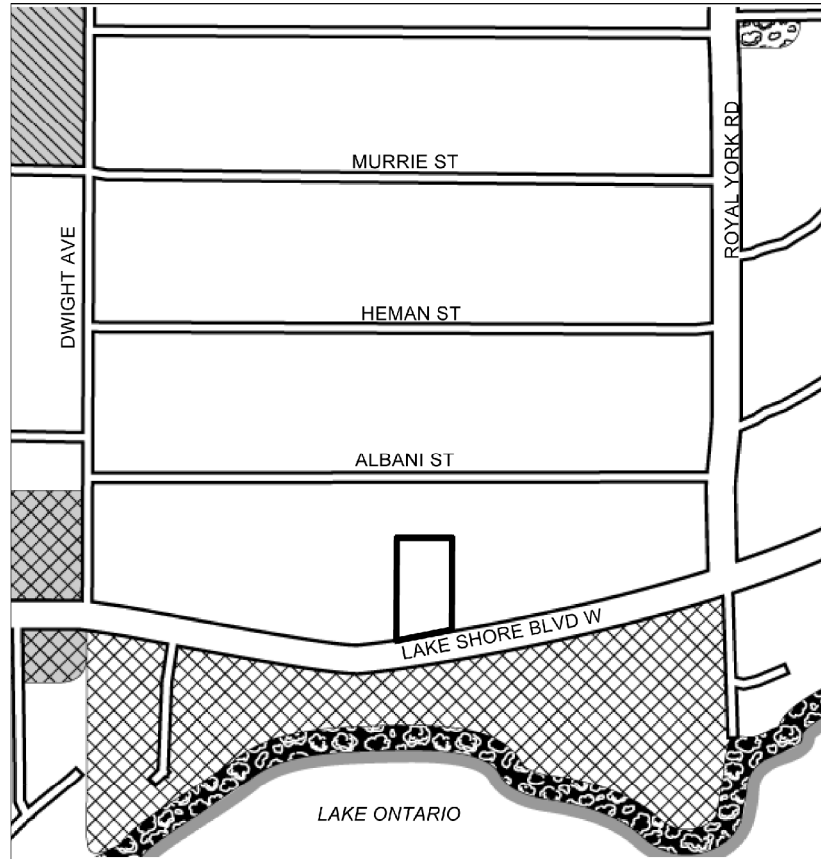 MURRIE ST
ROYAL YORK RD
DWIGHT AVE
HEMAN ST
ALBANI ST
LAKE SHORE BLVD W
LAKE ONTARIO